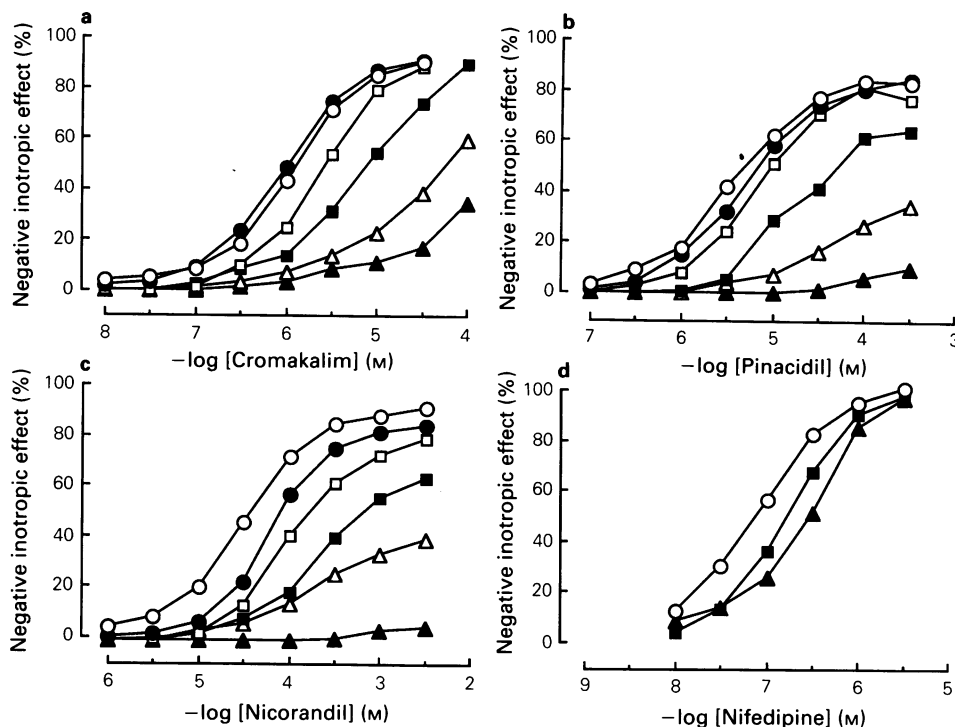 a
Negative inotropic effect (%)
100
80
60
40
20
0
8 7 6 5 4
−log [Cromakalim] (M)
b
Negative inotropic effect (%)
100
80
60
40
20
0
7 6 5 4 3
−log [Pinacidil] (M)
c
Negative inotropic effect (%)
100
80
60
40
20
0
6 5 4 3 2
−log [Nicorandil] (M)
d
Negative inotropic effect (%)
100
80
60
40
20
0
9 8 7 6 5
−log [Nifedipine] (M)